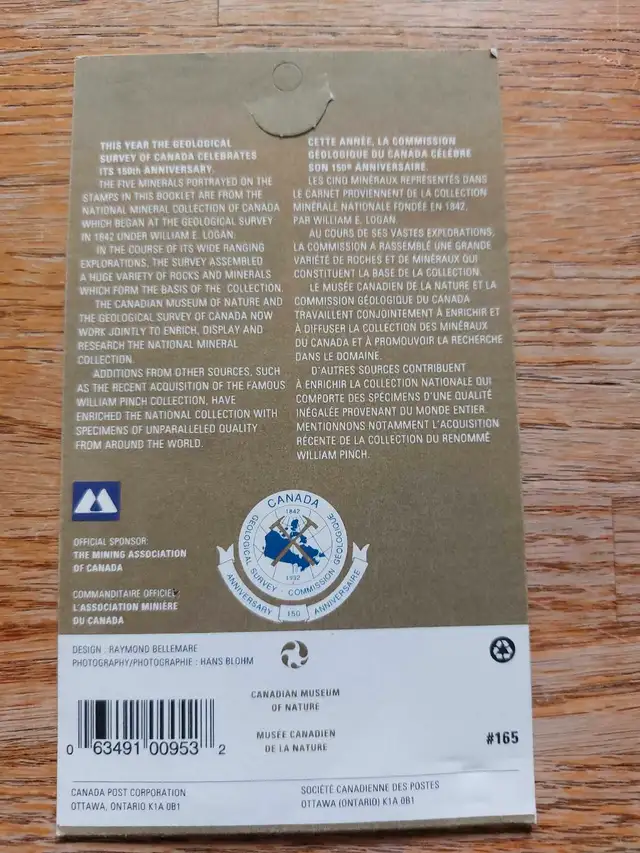 THIS YEAR THE GEOLOGICAL
SURVEY OF CANADA CELEBRATES
ITS 150th ANNIVERSARY.
THE FIVE MINERALS PORTRAYED ON THE
STAMPS IN THIS BOOKLET ARE FROM THE
NATIONAL MINERAL COLLECTION OF CANADA
WHICH BEGAN AT THE GEOLOGICAL SURVEY
IN 1842 UNDER WILLIAM E. LOGAN.
IN THE COURSE OF ITS WIDE RANGING
EXPLORATIONS, THE SURVEY ASSEMBLED
A HUGE VARIETY OF ROCKS AND MINERALS
WHICH FORM THE BASIS OF THE COLLECTION.
THE CANADIAN MUSEUM OF NATURE AND
THE GEOLOGICAL SURVEY OF CANADA NOW
WORK JOINTLY TO ENRICH, DISPLAY AND
RESEARCH THE NATIONAL MINERAL
COLLECTION.
ADDITIONS FROM OTHER SOURCES, SUCH
AS THE RECENT ACQUISITION OF THE FAMOUS
WILLIAM PINCH COLLECTION, HAVE
ENRICHED THE NATIONAL COLLECTION WITH
SPECIMENS OF UNPARALLELED QUALITY
FROM AROUND THE WORLD.
CETTE ANNÉE, LA COMMISSION
GÉOLOGIQUE DU CANADA CÉLÈBRE
SON 150e ANNIVERSAIRE.
LES CINQ MINÉRAUX REPRÉSENTÉS DANS
LE CARNET PROVIENNENT DE LA COLLECTION
MINÉRALE NATIONALE FONDÉE EN 1842,
PAR WILLIAM E. LOGAN.
AU COURS DE SES VASTES EXPLORATIONS,
LA COMMISSION A RASSEMBLÉ UNE GRANDE
VARIÉTÉ DE ROCHES ET DE MINÉRAUX QUI
CONSTITUENT LA BASE DE LA COLLECTION.
LE MUSÉE CANADIEN DE LA NATURE ET LA
COMMISSION GÉOLOGIQUE DU CANADA
TRAVAILLENT CONJOINTEMENT À ENRICHIR ET
À DIFFUSER LA COLLECTION DES MINÉRAUX
DU CANADA ET À PROMOUVOIR LA RECHERCHE
DANS LE DOMAINE.
D'AUTRES SOURCES CONTRIBUENT
À ENRICHIR LA COLLECTION NATIONALE QUI
COMPORTE DES SPÉCIMENS D'UNE QUALITÉ
INÉGALÉE PROVENANT DU MONDE ENTIER.
MENTIONNONS NOTAMMENT L'ACQUISITION
RÉCENTE DE LA COLLECTION DU RENOMMÉ
WILLIAM PINCH.
OFFICIAL SPONSOR:
THE MINING ASSOCIATION
OF CANADA
COMMANDITAIRE OFFICIEL
L'ASSOCIATION MINIÈRE
DU CANADA
CANADA
1842
GEOLOGICAL SURVEY · COMMISSION GÉOLOGIQUE
1992
ANNIVERSARY 150 ANNIVERSAIRE
DESIGN : RAYMOND BELLEMARE
PHOTOGRAPHY/PHOTOGRAPHIE : HANS BLOHM
CANADIAN MUSEUM
OF NATURE
MUSÉE CANADIEN
DE LA NATURE
0 63491 00953 2
#165
CANADA POST CORPORATION
OTTAWA, ONTARIO K1A 0B1
SOCIÉTÉ CANADIENNE DES POSTES
OTTAWA (ONTARIO) K1A 0B1